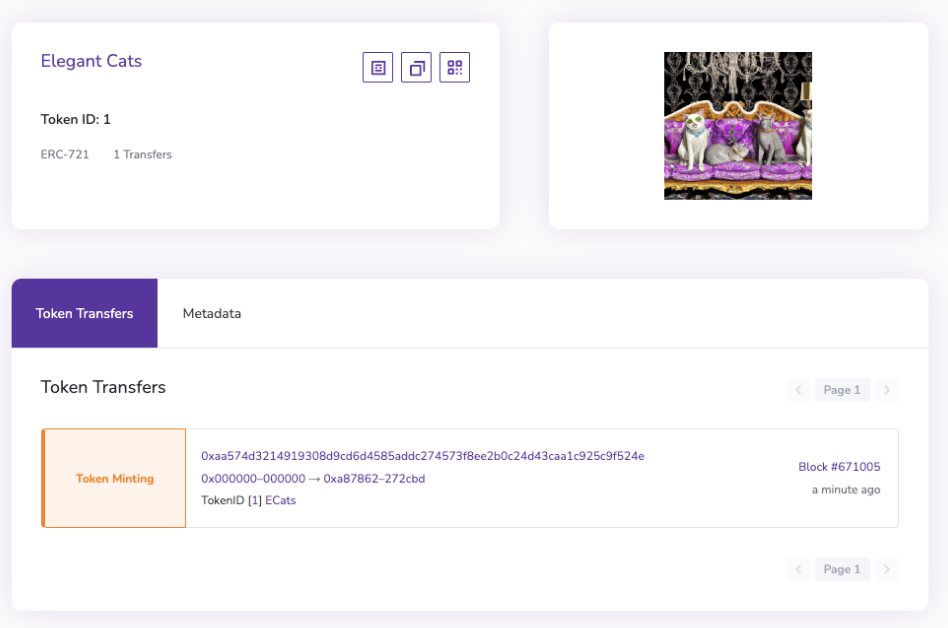 Elegant Cats
Token ID: 1
ERC-721 1 Transfers
Token Transfers Metadata
Token Transfers
Page 1
Token Minting
0xaa574d3214919308d9cd6d4585addc274573f8ee2b0c24d43caa1c925c9f524e
0x000000–000000 → 0xa87862–272cbd
TokenID [1] ECats
Block #671005
a minute ago
Page 1